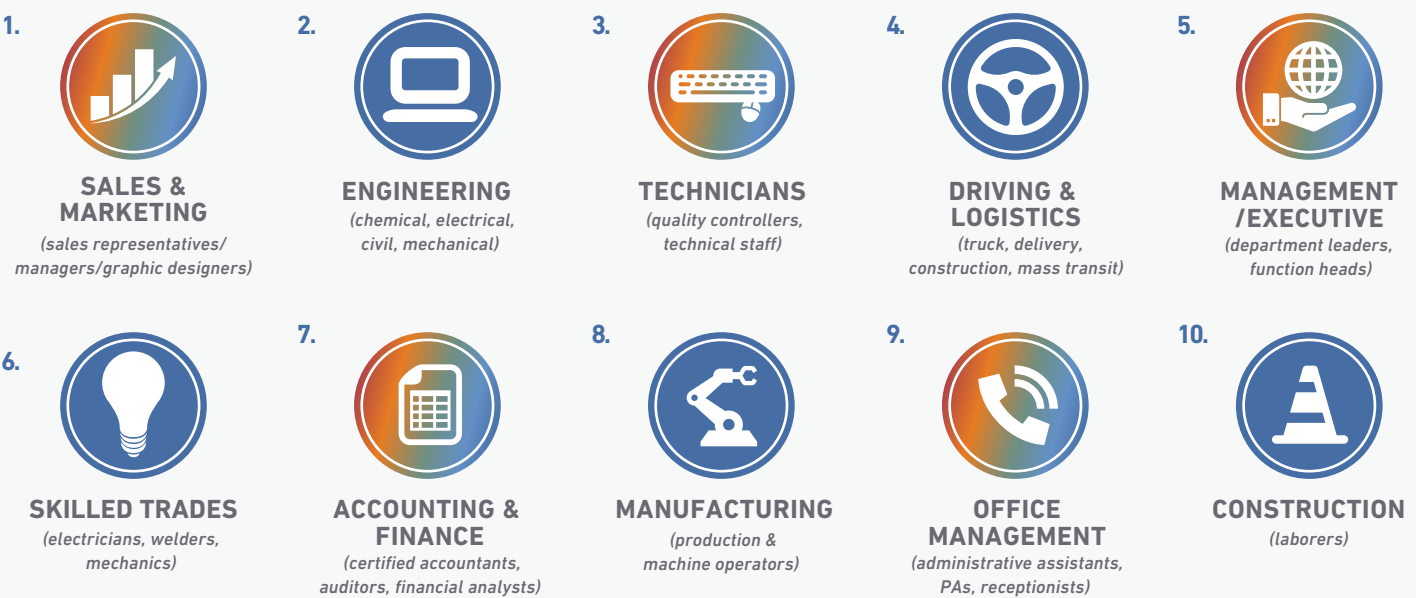 1.
SALES &
MARKETING
(sales representatives/
managers/graphic designers)
2.
ENGINEERING
(chemical, electrical,
civil, mechanical)
3.
TECHNICIANS
(quality controllers,
technical staff)
4.
DRIVING &
LOGISTICS
(truck, delivery,
construction, mass transit)
5.
MANAGEMENT
/EXECUTIVE
(department leaders,
function heads)
6.
SKILLED TRADES
(electricians, welders,
mechanics)
7.
ACCOUNTING &
FINANCE
(certified accountants,
auditors, financial analysts)
8.
MANUFACTURING
(production &
machine operators)
9.
OFFICE
MANAGEMENT
(administrative assistants,
PAs, receptionists)
10.
CONSTRUCTION
(laborers)